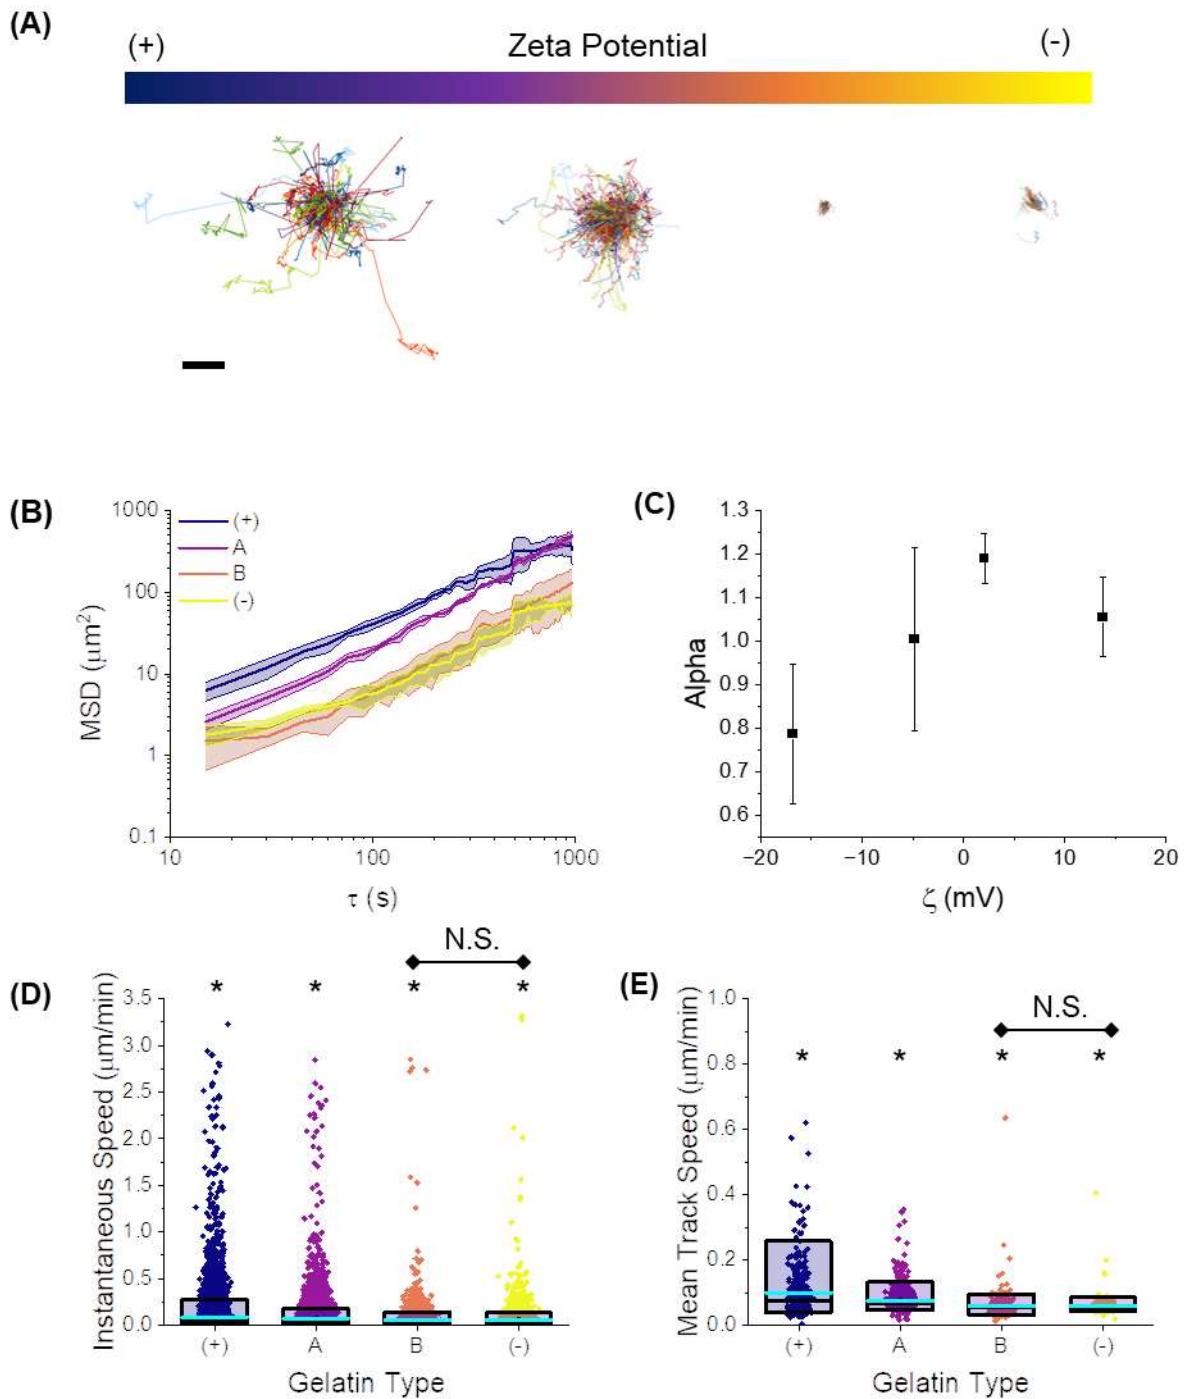 (A)
(+) Zeta Potential (-)
(B)
1000
100
10
1
0.1
MSD (μm²)
(+)
A
B
(-)
10 100 1000
τ (s)
(C)
1.3
1.2
1.1
1.0
0.9
0.8
0.7
0.6
Alpha
−20 −10 0 10 20
ζ (mV)
(D)
N.S.
* * * *
3.5
3.0
2.5
2.0
1.5
1.0
0.5
0.0
Instantaneous Speed (μm/min)
(+) A B (-)
Gelatin Type
(E)
N.S.
* * * *
1.0
0.8
0.6
0.4
0.2
0.0
Mean Track Speed (μm/min)
(+) A B (-)
Gelatin Type